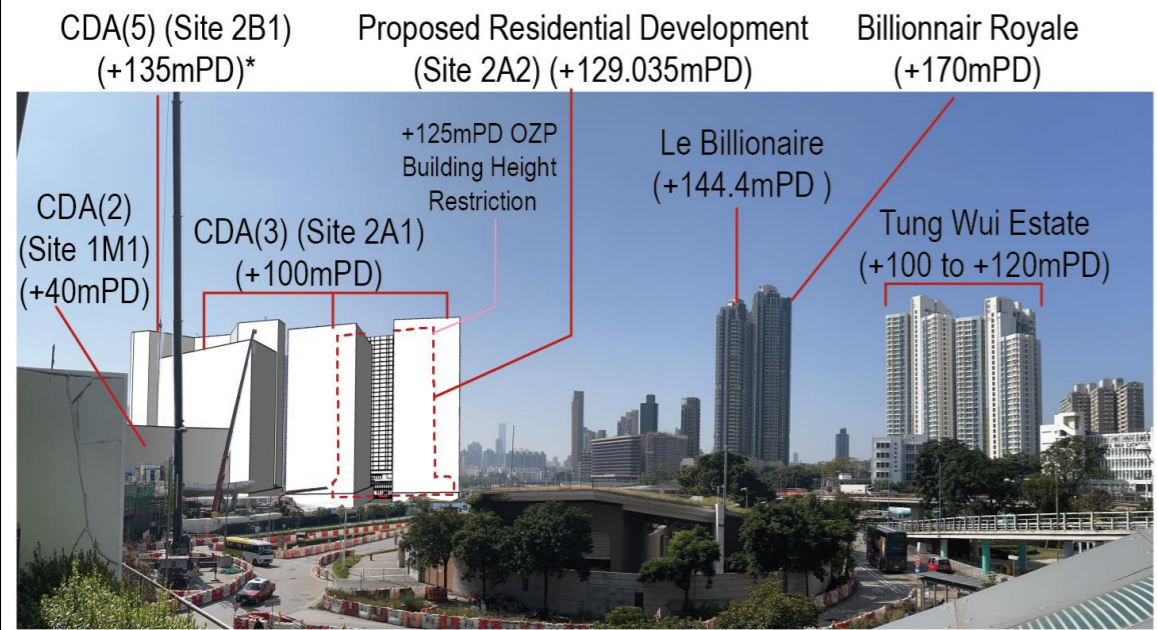 CDA(5) (Site 2B1)
(+135mPD)*
Proposed Residential Development
(Site 2A2) (+129.035mPD)
Billionnair Royale
(+170mPD)
+125mPD OZP
Building Height
Restriction
Le Billionaire
(+144.4mPD )
CDA(2)
(Site 1M1)
(+40mPD)
CDA(3) (Site 2A1)
(+100mPD)
Tung Wui Estate
(+100 to +120mPD)